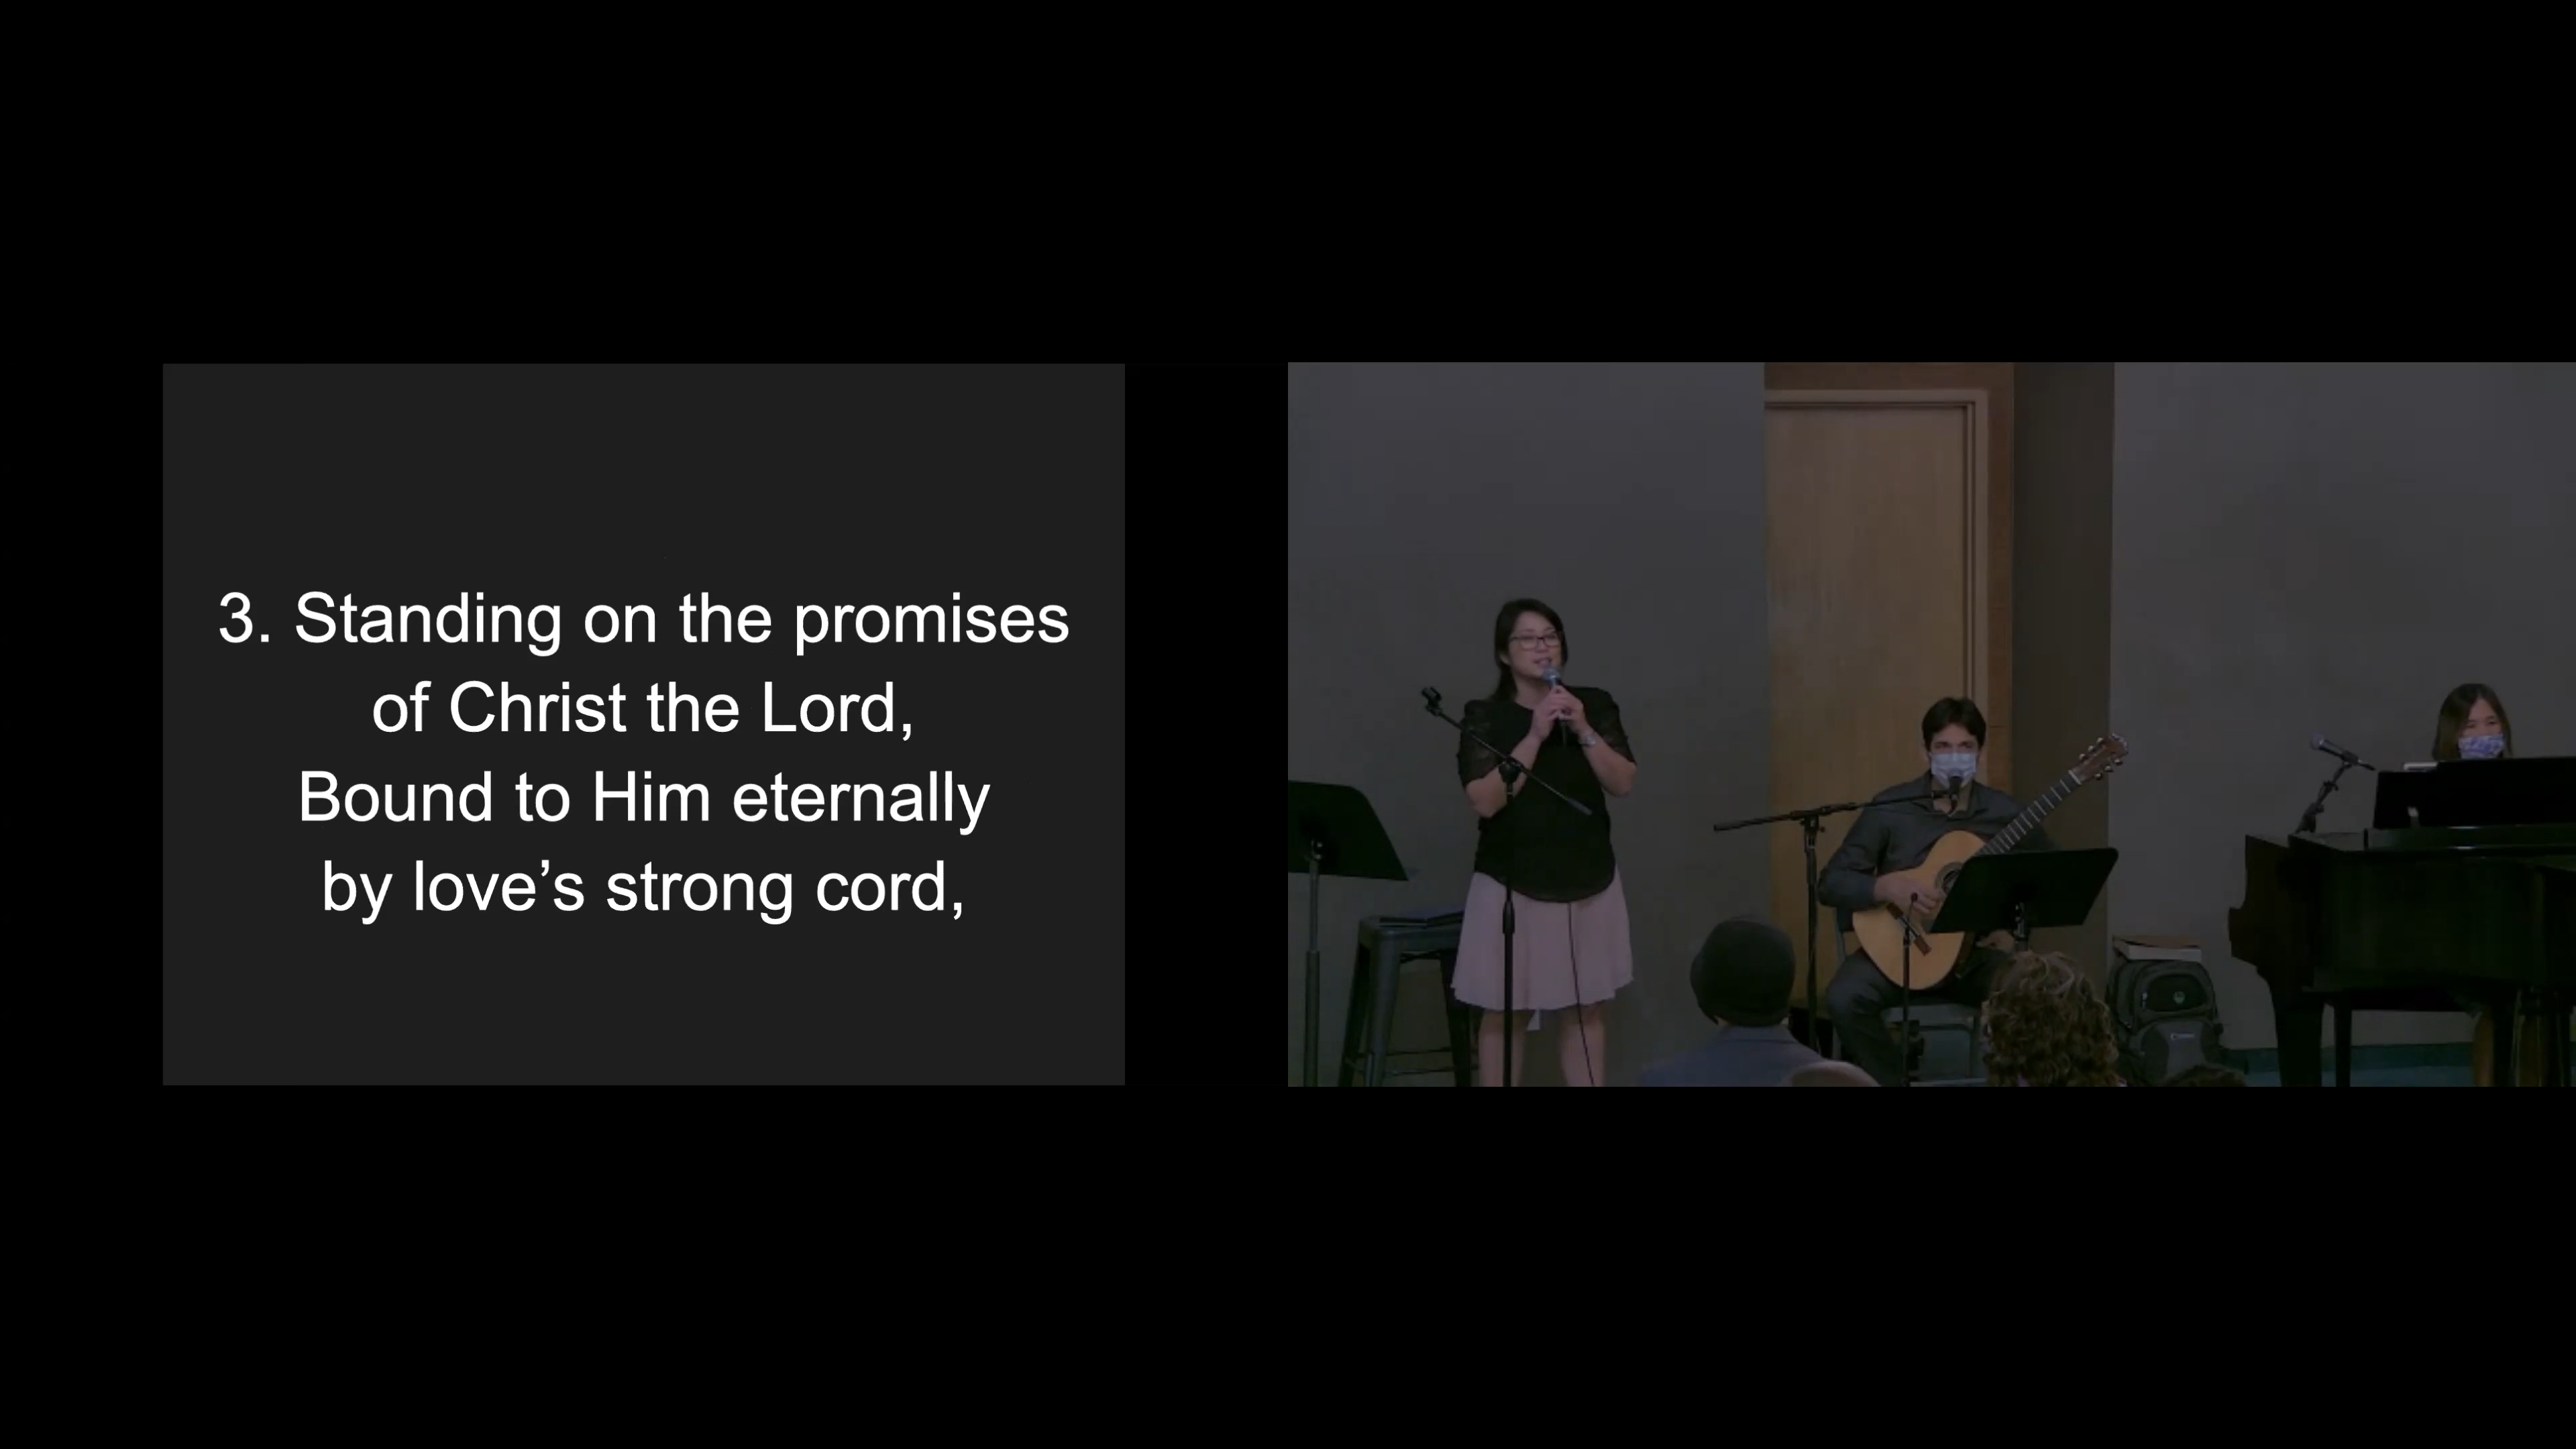 3. Standing on the promises
of Christ the Lord,
Bound to Him eternally
by love’s strong cord,